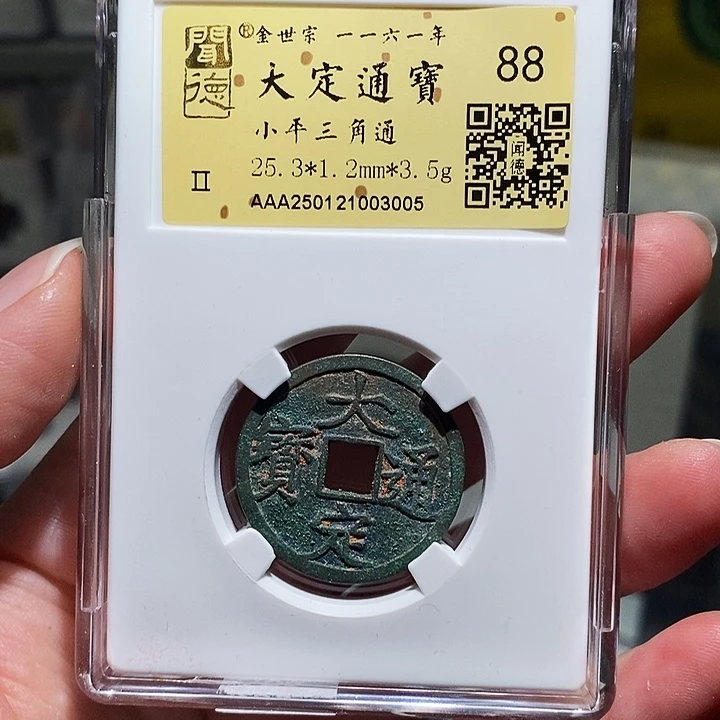 聞德® 金世宗 一一六一年
大定通寶 88
小平三角通
闻德
II 25.3*1.2mm*3.5g
AAA250121003005
大定通寳